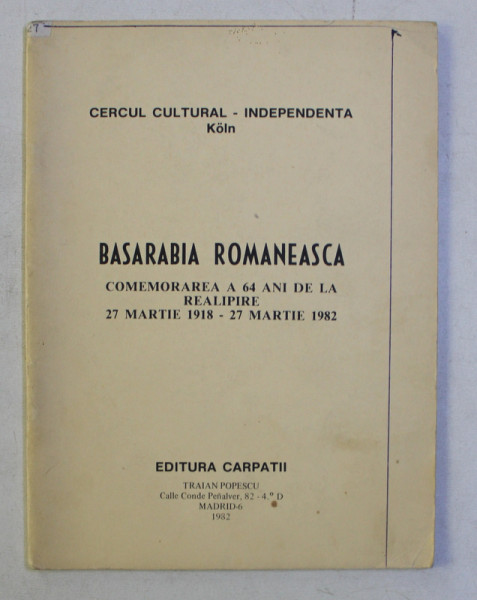 CERCUL CULTURAL - INDEPENDENTA
Köln
BASARABIA ROMANEASCA
COMEMORAREA A 64 ANI DE LA
REALIPIRE
27 MARTIE 1918 - 27 MARTIE 1982
EDITURA CARPATII
TRAIAN POPESCU
Calle Conde Peñalver, 82 - 4.º D
MADRID-6
1982